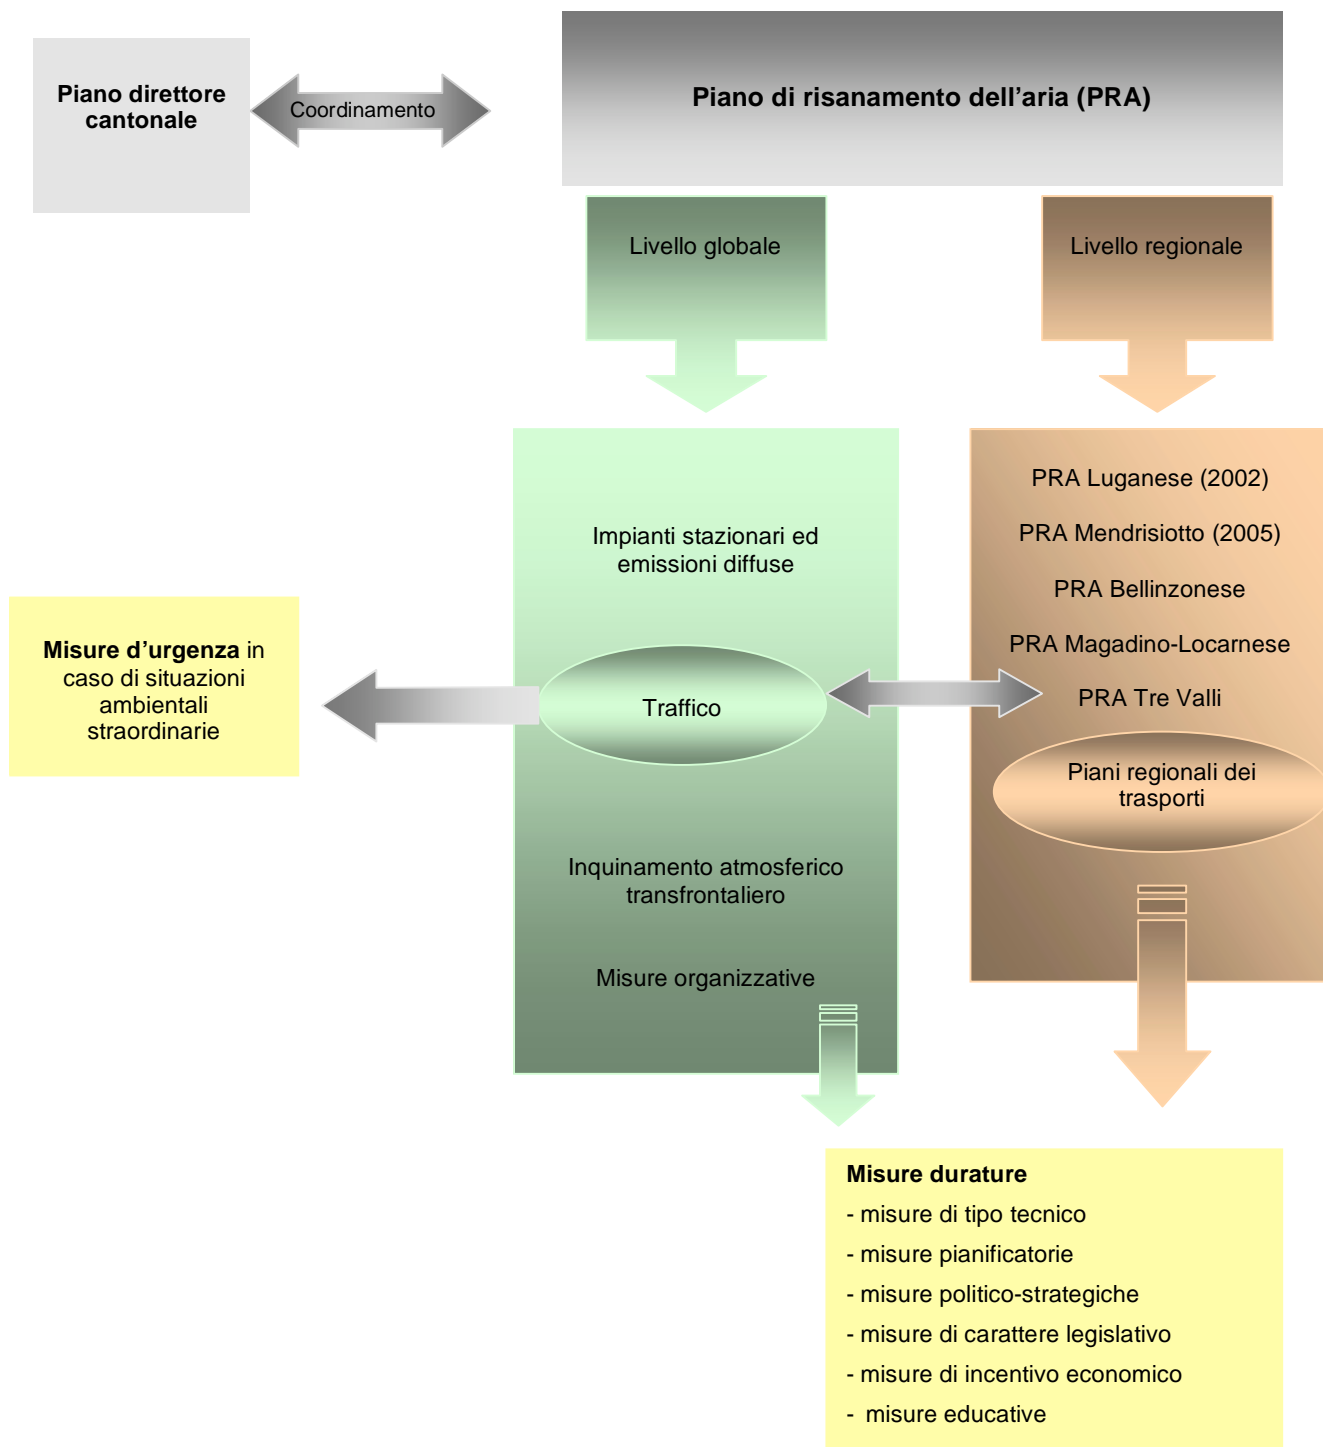 Piano direttore
cantonale
Coordinamento
Piano di risanamento dell'aria (PRA)
Livello globale
Livello regionale
Impianti stazionari ed
emissioni diffuse
Traffico
Inquinamento atmosferico
transfrontaliero
Misure organizzative
PRA Luganese (2002)
PRA Mendrisiotto (2005)
PRA Bellinzonese
PRA Magadino-Locarnese
PRA Tre Valli
Piani regionali dei
trasporti
Misure d’urgenza in
caso di situazioni
ambientali
straordinarie
Misure durature
- misure di tipo tecnico
- misure pianificatorie
- misure politico-strategiche
- misure di carattere legislativo
- misure di incentivo economico
- misure educative